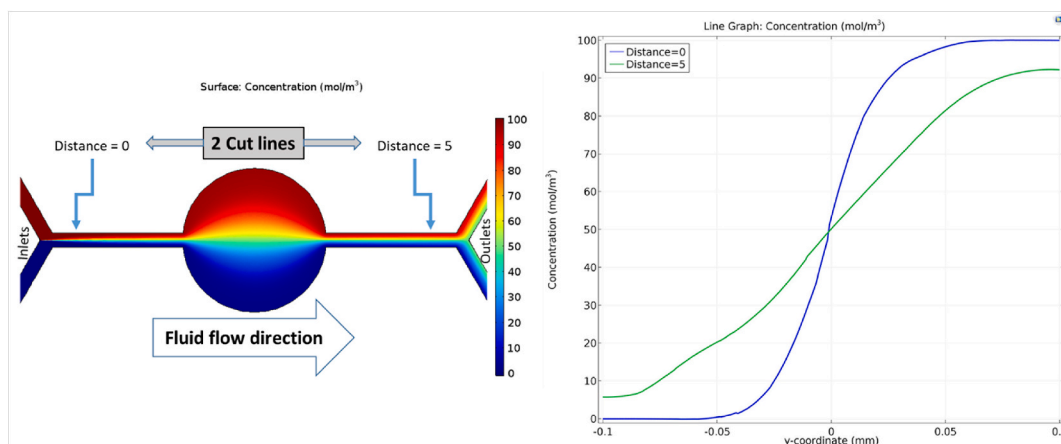 Surface: Concentration (mol/m³)
Distance = 0
2 Cut lines
Distance = 5
Inlets
Outlets
Fluid flow direction
100
90
80
70
60
50
40
30
20
10
0
Line Graph: Concentration (mol/m³)
Distance=0
Distance=5
Concentration (mol/m³)
100
90
80
70
60
50
40
30
20
10
0
-0.1
-0.05
0
0.05
y-coordinate (mm)